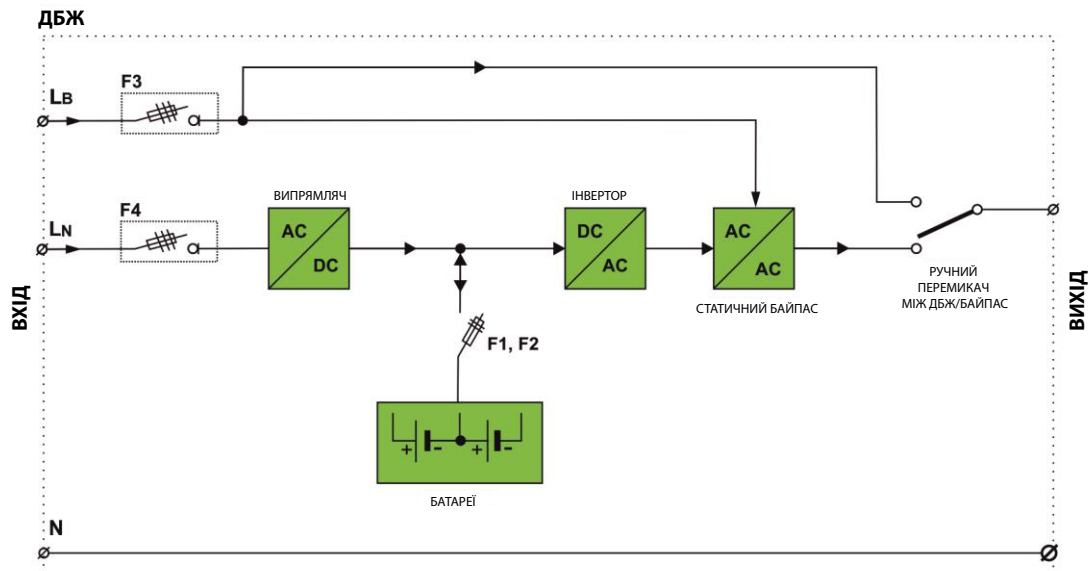 ДБЖ
F3
LB
ВИПРЯМЛЯЧ
ІНВЕРТОР
F4
LN
AC
DC
DC
AC
AC
AC
СТАТИЧНИЙ БАЙПАС
РУЧНИЙ
ПЕРЕМИКАЧ
МІЖ ДБЖ/БАЙПАС
ВХІД
ВИХІД
F1, F2
+ - + -
БАТАРЕЇ
N